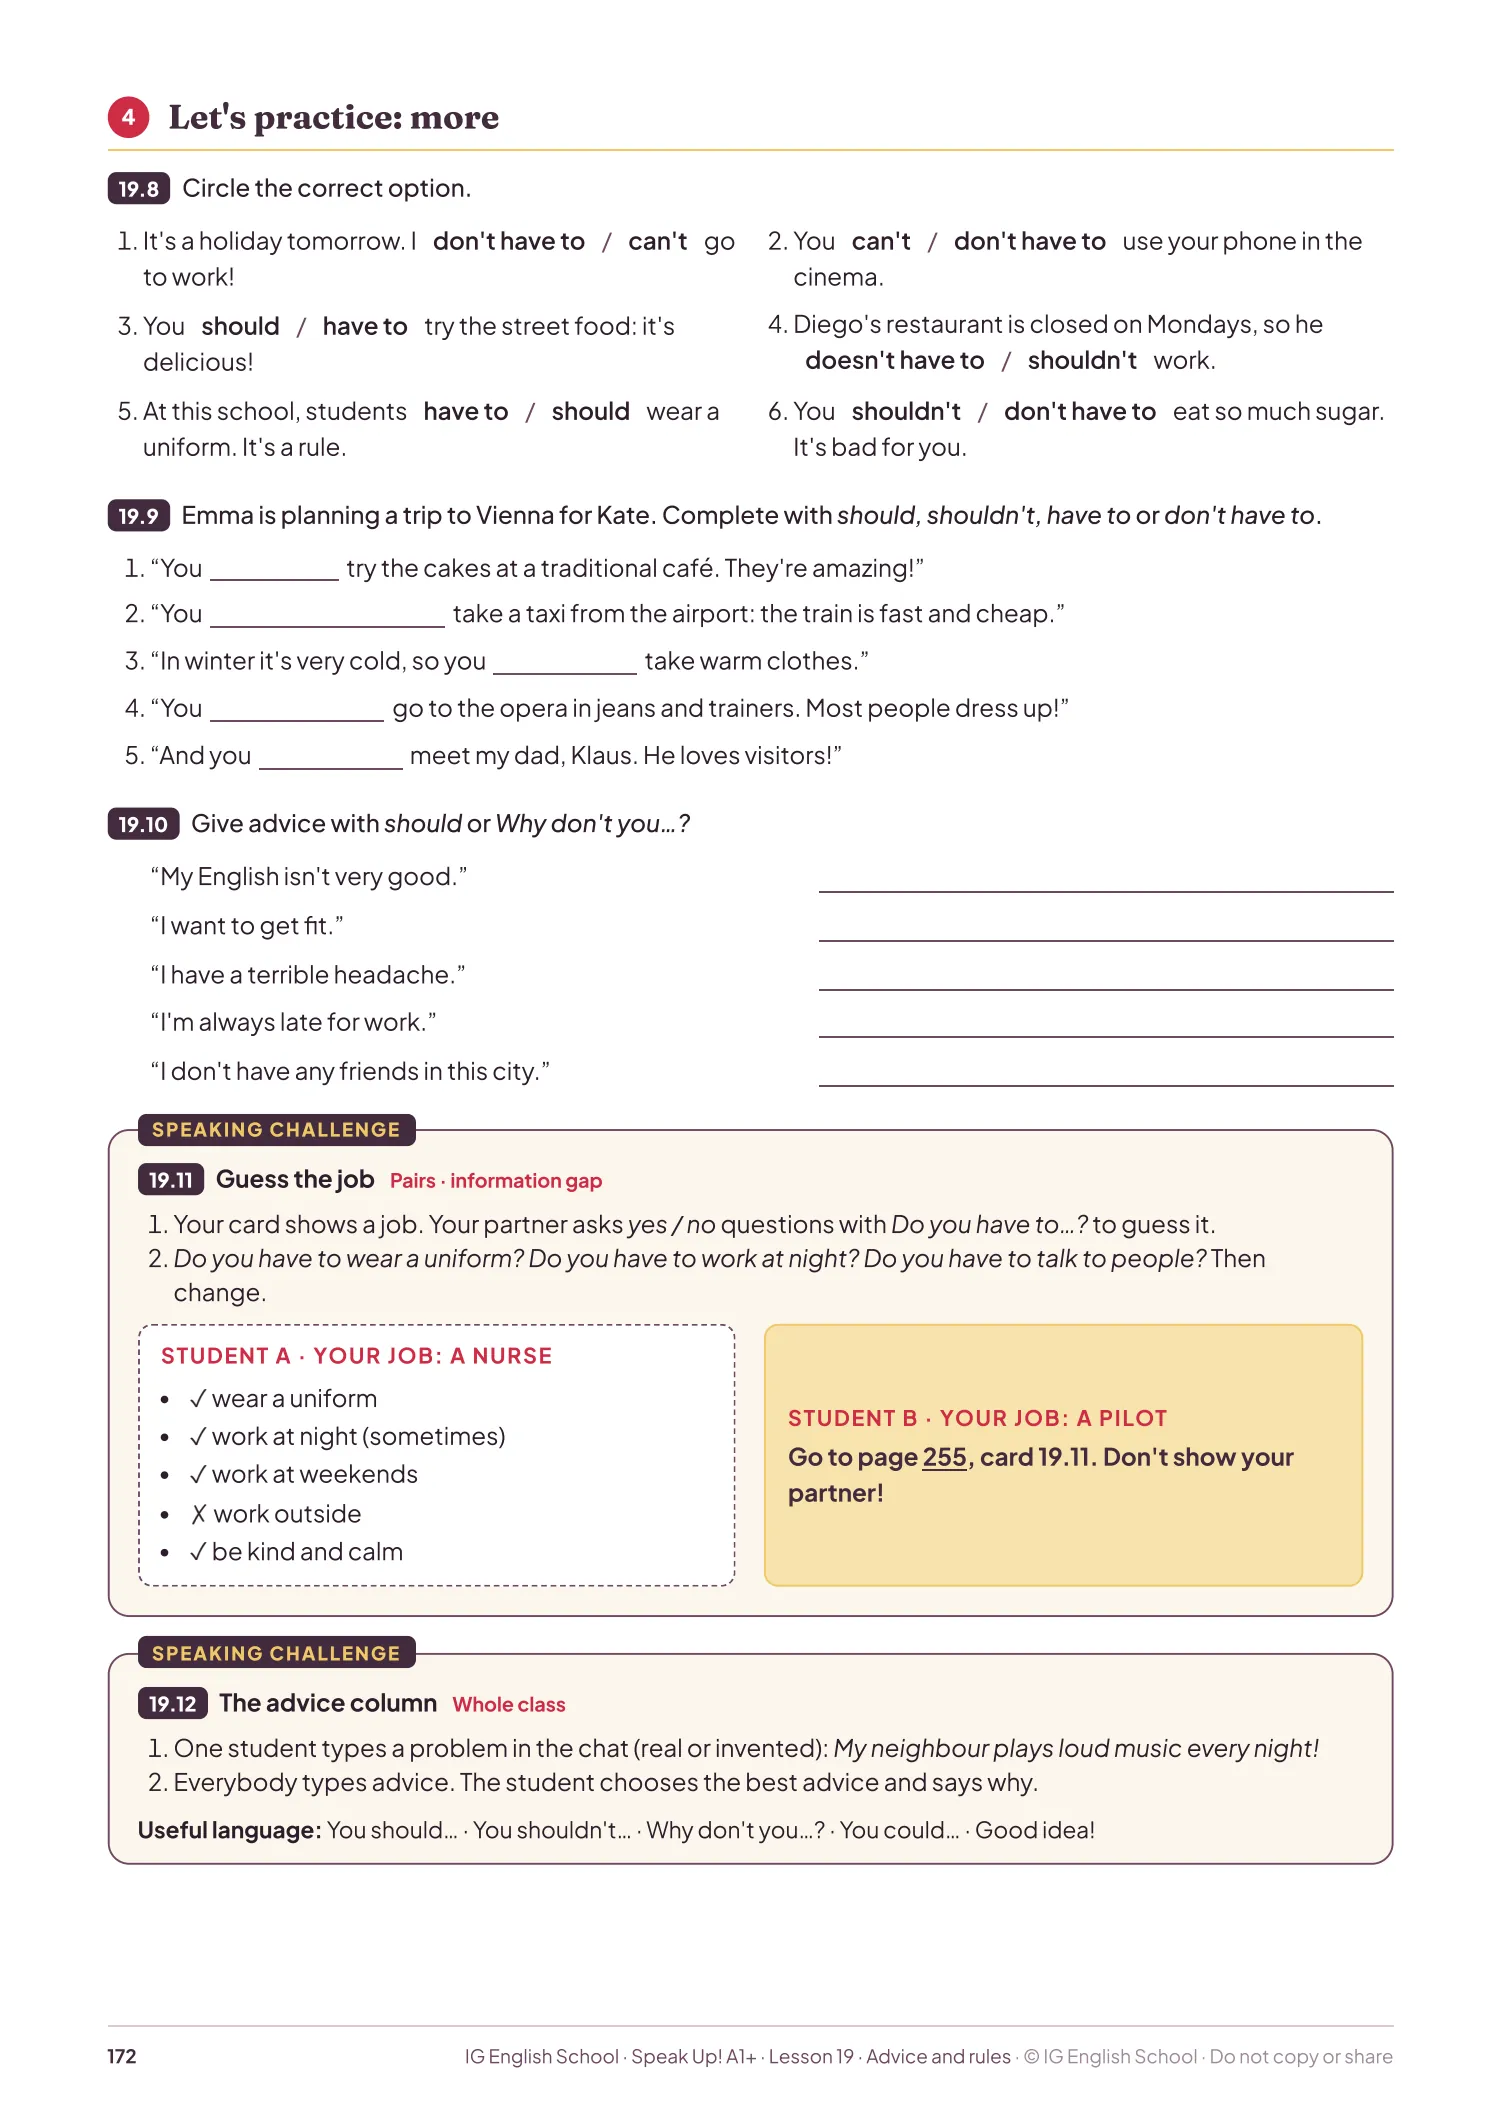 4 Let's practice: more
19.8 Circle the correct option.
1. It's a holiday tomorrow. I don't have to / can't go
to work!
2. You can't / don't have to use your phone in the
cinema.
3. You should / have to try the street food: it's
delicious!
4. Diego's restaurant is closed on Mondays, so he
doesn't have to / shouldn't work.
5. At this school, students have to / should wear a
uniform. It's a rule.
6. You shouldn't / don't have to eat so much sugar.
It's bad for you.
19.9 Emma is planning a trip to Vienna for Kate. Complete with should, shouldn't, have to or don't have to.
1. “You ________ try the cakes at a traditional café. They're amazing!”
2. “You ________ take a taxi from the airport: the train is fast and cheap.”
3. “In winter it's very cold, so you ________ take warm clothes.”
4. “You ________ go to the opera in jeans and trainers. Most people dress up!”
5. “And you ________ meet my dad, Klaus. He loves visitors!”
19.10 Give advice with should or Why don't you…?
“My English isn't very good.”
“I want to get fit.”
“I have a terrible headache.”
“I'm always late for work.”
“I don't have any friends in this city.”
SPEAKING CHALLENGE
19.11 Guess the job Pairs · information gap
1. Your card shows a job. Your partner asks yes / no questions with Do you have to…? to guess it.
2. Do you have to wear a uniform? Do you have to work at night? Do you have to talk to people? Then
change.
STUDENT A · YOUR JOB: A NURSE
• ✓ wear a uniform
• ✓ work at night (sometimes)
• ✓ work at weekends
• ✗ work outside
• ✓ be kind and calm
STUDENT B · YOUR JOB: A PILOT
Go to page 255, card 19.11. Don't show your
partner!
SPEAKING CHALLENGE
19.12 The advice column Whole class
1. One student types a problem in the chat (real or invented): My neighbour plays loud music every night!
2. Everybody types advice. The student chooses the best advice and says why.
Useful language: You should… · You shouldn't… · Why don't you…? · You could… · Good idea!
172 IG English School · Speak Up! A1+ · Lesson 19 · Advice and rules · © IG English School · Do not copy or share